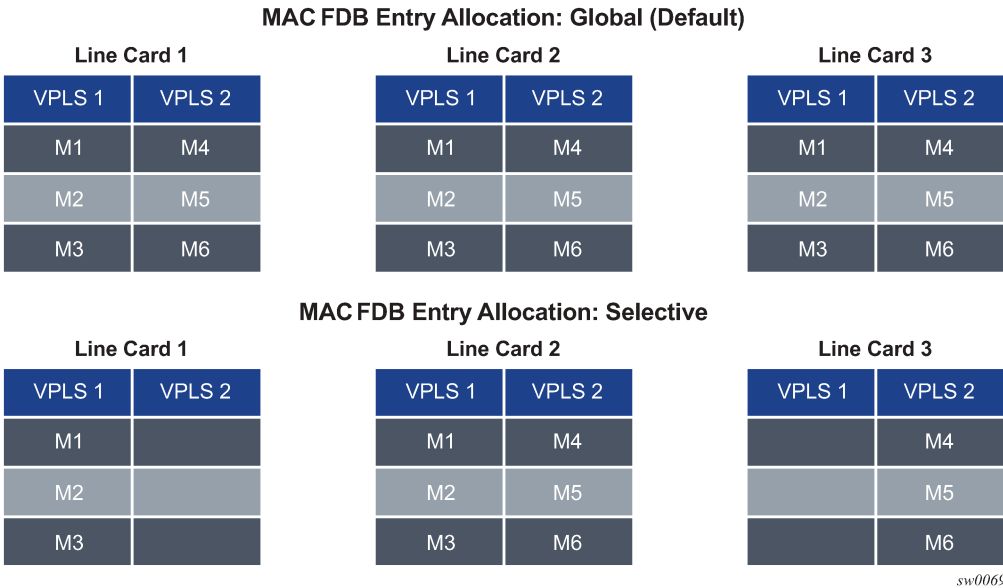 MAC FDB Entry Allocation: Global (Default)
Line Card 1
VPLS 1 VPLS 2
M1 M4
M2 M5
M3 M6
Line Card 2
VPLS 1 VPLS 2
M1 M4
M2 M5
M3 M6
Line Card 3
VPLS 1 VPLS 2
M1 M4
M2 M5
M3 M6
MAC FDB Entry Allocation: Selective
Line Card 1
VPLS 1 VPLS 2
M1
M2
M3
Line Card 2
VPLS 1 VPLS 2
M1 M4
M2 M5
M3 M6
Line Card 3
VPLS 1 VPLS 2
M4
M5
M6